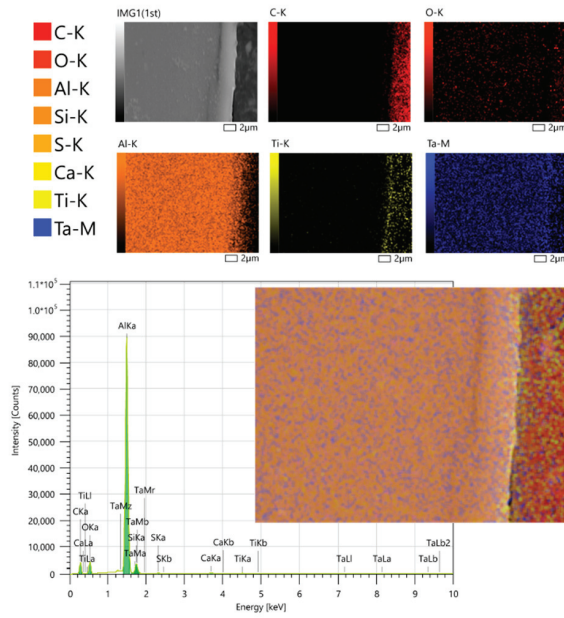 IMG1(1st)
C-K
O-K
C-K
O-K
Al-K
Si-K
S-K
Ca-K
Ti-K
Ta-M
2μm
2μm
2μm
Al-K
Ti-K
Ta-M
2μm
2μm
2μm
1.1*10⁵
1.0*10⁵
90,000
80,000
70,000
60,000
50,000
40,000
30,000
20,000
10,000
0
Intensity [Counts]
AlKa
TiLl
CKa
OKa
CaLa
TiLa
TaMz
TaMr
TaMb
SiKa
TaMa
SKa
SKb
CaKb
CaKa
TiKb
TiKa
TaLl
TaLa
TaLb
TaLb2
0 1 2 3 4 5 6 7 8 9 10
Energy [keV]